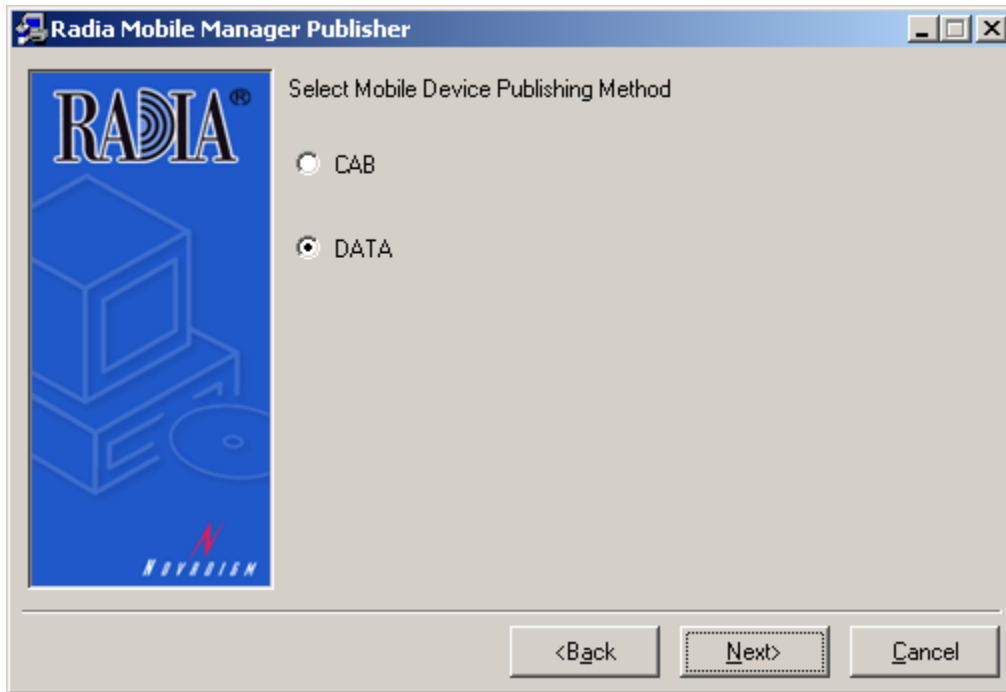 Radia Mobile Manager Publisher
RADIA®
Select Mobile Device Publishing Method
CAB
DATA
N
NOVADIGM
<Back
Next>
Cancel